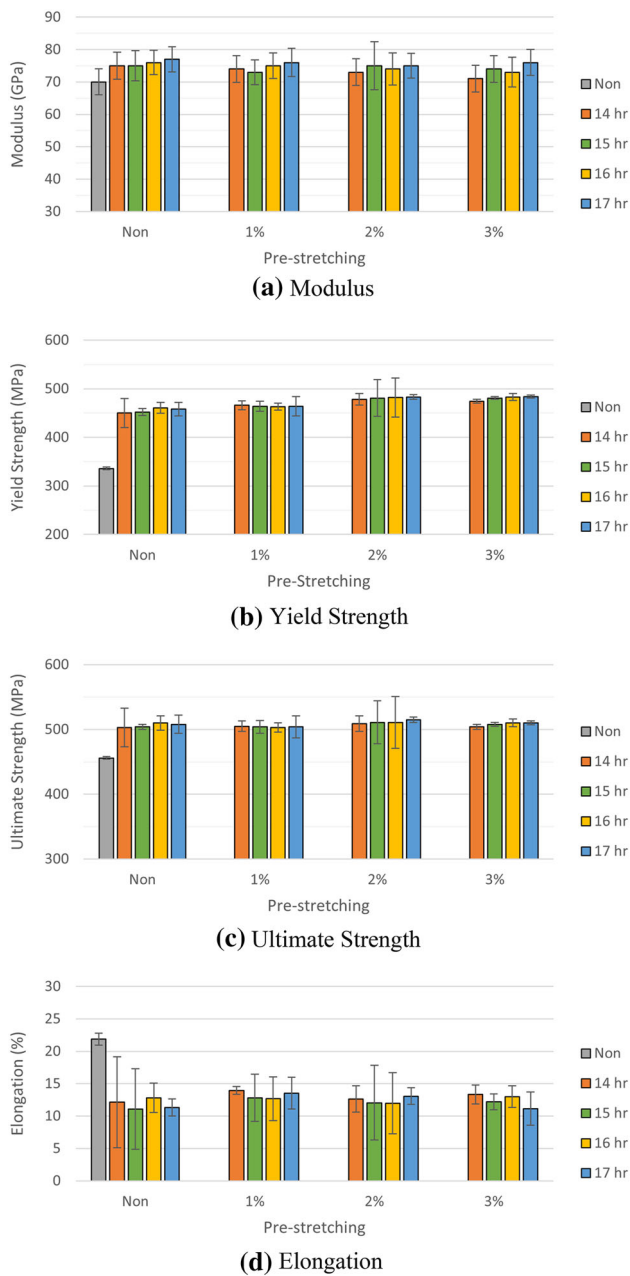 90
80
70
60
50
40
30
Modulus (GPa)
Non
14 hr
15 hr
16 hr
17 hr
Non 1% 2% 3%
Pre-stretching
(a) Modulus
600
500
400
300
200
Yield Strength (MPa)
Non
14 hr
15 hr
16 hr
17 hr
Non 1% 2% 3%
Pre-Stretching
(b) Yield Strength
600
500
400
300
Ultimate Strength (MPa)
Non
14 hr
15 hr
16 hr
17 hr
Non 1% 2% 3%
Pre-stretching
(c) Ultimate Strength
30
25
20
15
10
5
0
Elongation (%)
Non
14 hr
15 hr
16 hr
17 hr
Non 1% 2% 3%
Pre-stretching
(d) Elongation